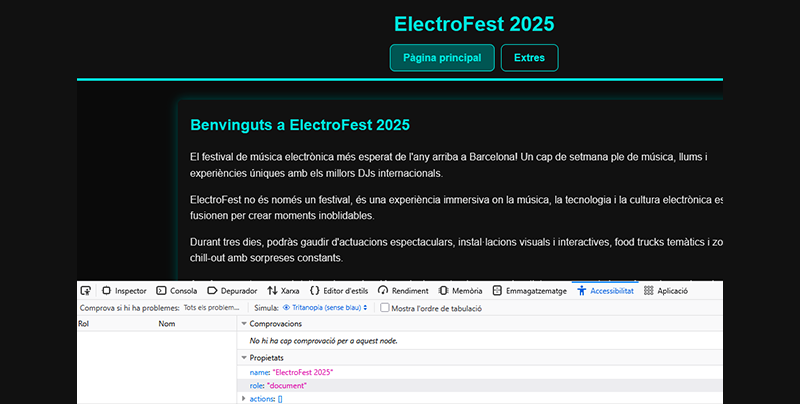 ElectroFest 2025
Pàgina principal Extres
Benvinguts a ElectroFest 2025
El festival de música electrònica més esperat de l'any arriba a Barcelona! Un cap de setmana ple de música, llums i
experiències úniques amb els millors DJs internacionals.
ElectroFest no és només un festival, és una experiència immersiva on la música, la tecnologia i la cultura electrònica es
fusionen per crear moments inoblidables.
Durant tres dies, podràs gaudir d'actuacions espectaculars, instal·lacions visuals i interactives, food trucks temàtics i zo
chill-out amb sorpreses constants.
Inspector Consola Depurador Xarxa Editor d'estils Rendiment Memòria Emmagatzematge Accessibilitat Aplicació
Comprova si hi ha problemes: Tots els problem... Simula: Tritanopia (sense blau) Mostra l'ordre de tabulació
Rol Nom Comprovacions
No hi ha cap comprovació per a aquest node.
Propietats
name: "ElectroFest 2025"
role: "document"
actions: []